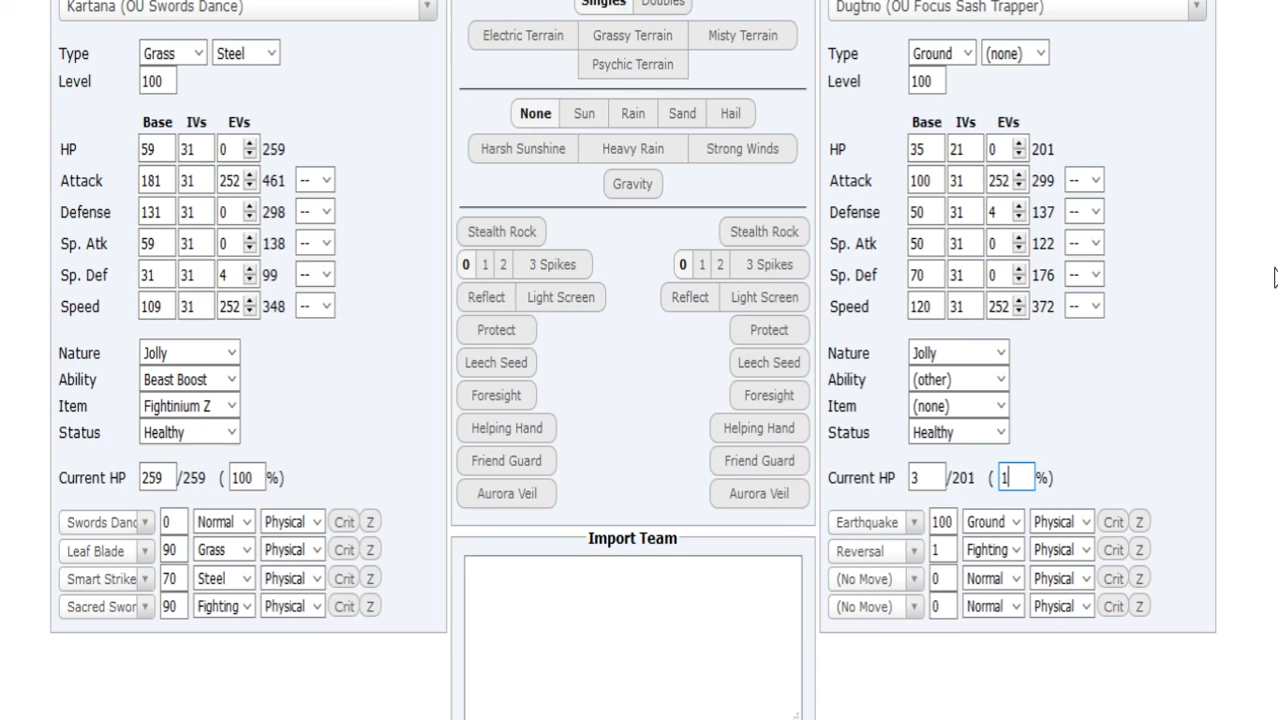 Kartana (OU Swords Dance)
Type Grass Steel
Level 100
Base IVs EVs
HP 59 31 0 259
Attack 181 31 252 461 --
Defense 131 31 0 298 --
Sp. Atk 59 31 0 138 --
Sp. Def 31 31 4 99 --
Speed 109 31 252 348 --
Nature Jolly
Ability Beast Boost
Item Fightinium Z
Status Healthy
Current HP 259 /259 ( 100 %)
Swords Danc 0 Normal Physical Crit Z
Leaf Blade 90 Grass Physical Crit Z
Smart Strike 70 Steel Physical Crit Z
Sacred Swor 90 Fighting Physical Crit Z
Singles Doubles
Electric Terrain Grassy Terrain Misty Terrain
Psychic Terrain
None Sun Rain Sand Hail
Harsh Sunshine Heavy Rain Strong Winds
Gravity
Stealth Rock Stealth Rock
0 1 2 3 Spikes 0 1 2 3 Spikes
Reflect Light Screen Reflect Light Screen
Protect Protect
Leech Seed Leech Seed
Foresight Foresight
Helping Hand Helping Hand
Friend Guard Friend Guard
Aurora Veil Aurora Veil
Import Team
Dugtrio (OU Focus Sash Trapper)
Type Ground (none)
Level 100
Base IVs EVs
HP 35 21 0 201
Attack 100 31 252 299 --
Defense 50 31 4 137 --
Sp. Atk 50 31 0 122 --
Sp. Def 70 31 0 176 --
Speed 120 31 252 372 --
Nature Jolly
Ability (other)
Item (none)
Status Healthy
Current HP 3 /201 ( 1 %)
Earthquake 100 Ground Physical Crit Z
Reversal 1 Fighting Physical Crit Z
(No Move) 0 Normal Physical Crit Z
(No Move) 0 Normal Physical Crit Z